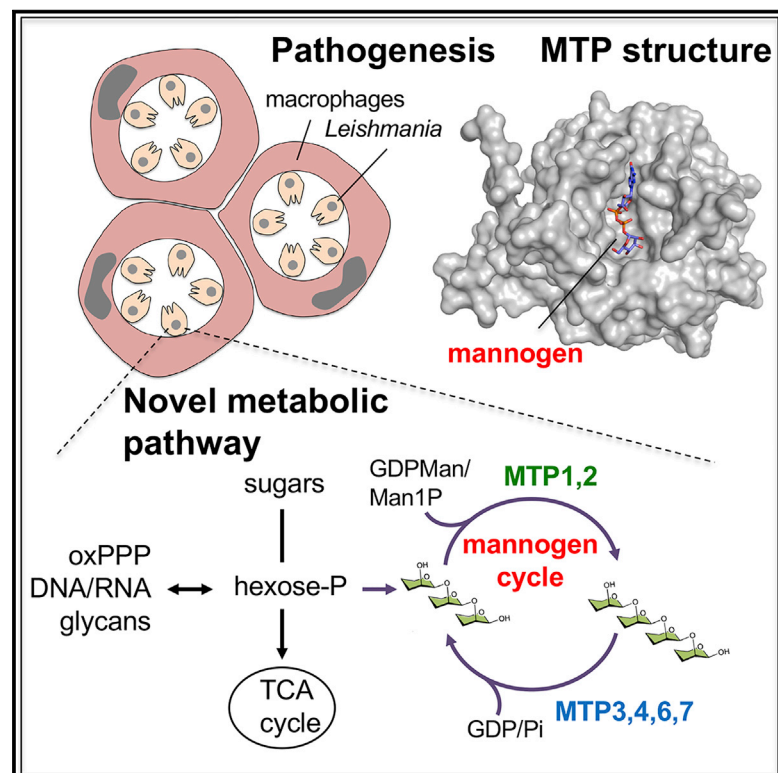 Pathogenesis
MTP structure
macrophages
Leishmania
mannogen
Novel metabolic
pathway
sugars
oxPPP
DNA/RNA
glycans
hexose-P
TCA
cycle
GDPMan/
Man1P
MTP1,2
mannogen
cycle
OH
OH
OH
OH
GDP/Pi
MTP3,4,6,7